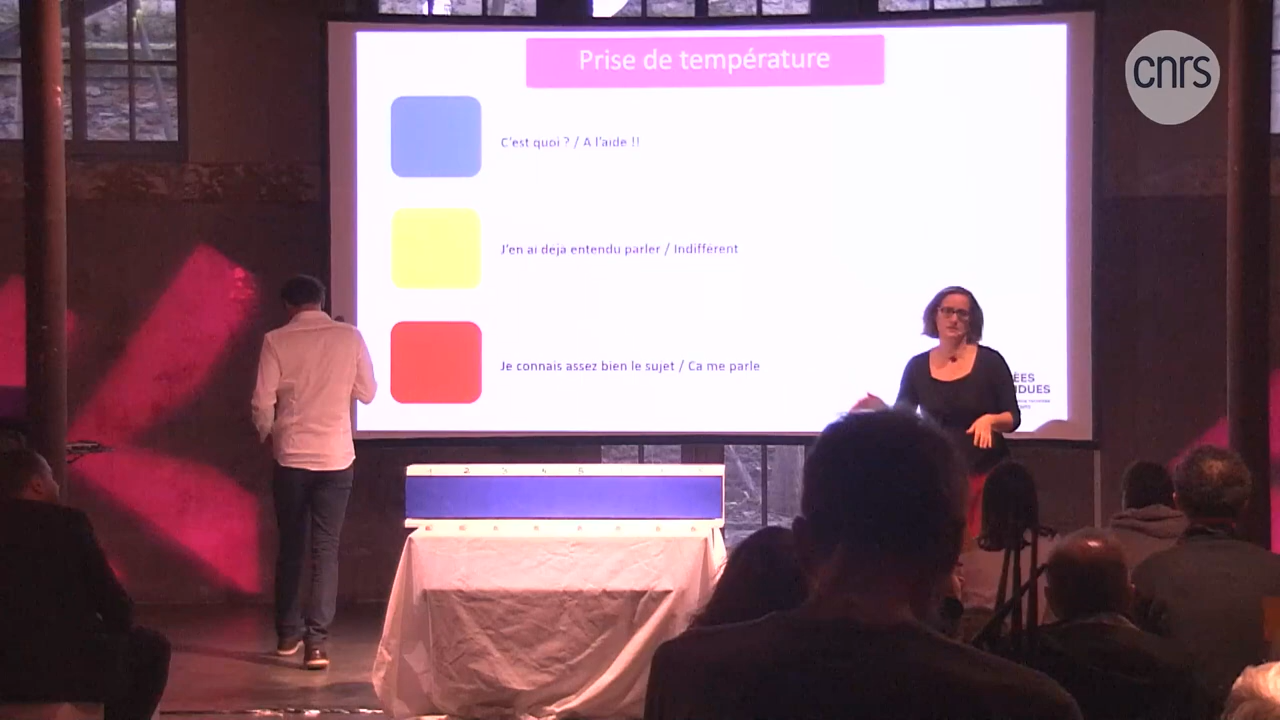 Prise de température
cnrs
C'est quoi ? / A l'aide !!
J'en ai deja entendu parler / Indifférent
Je connais assez bien le sujet / Ca me parle